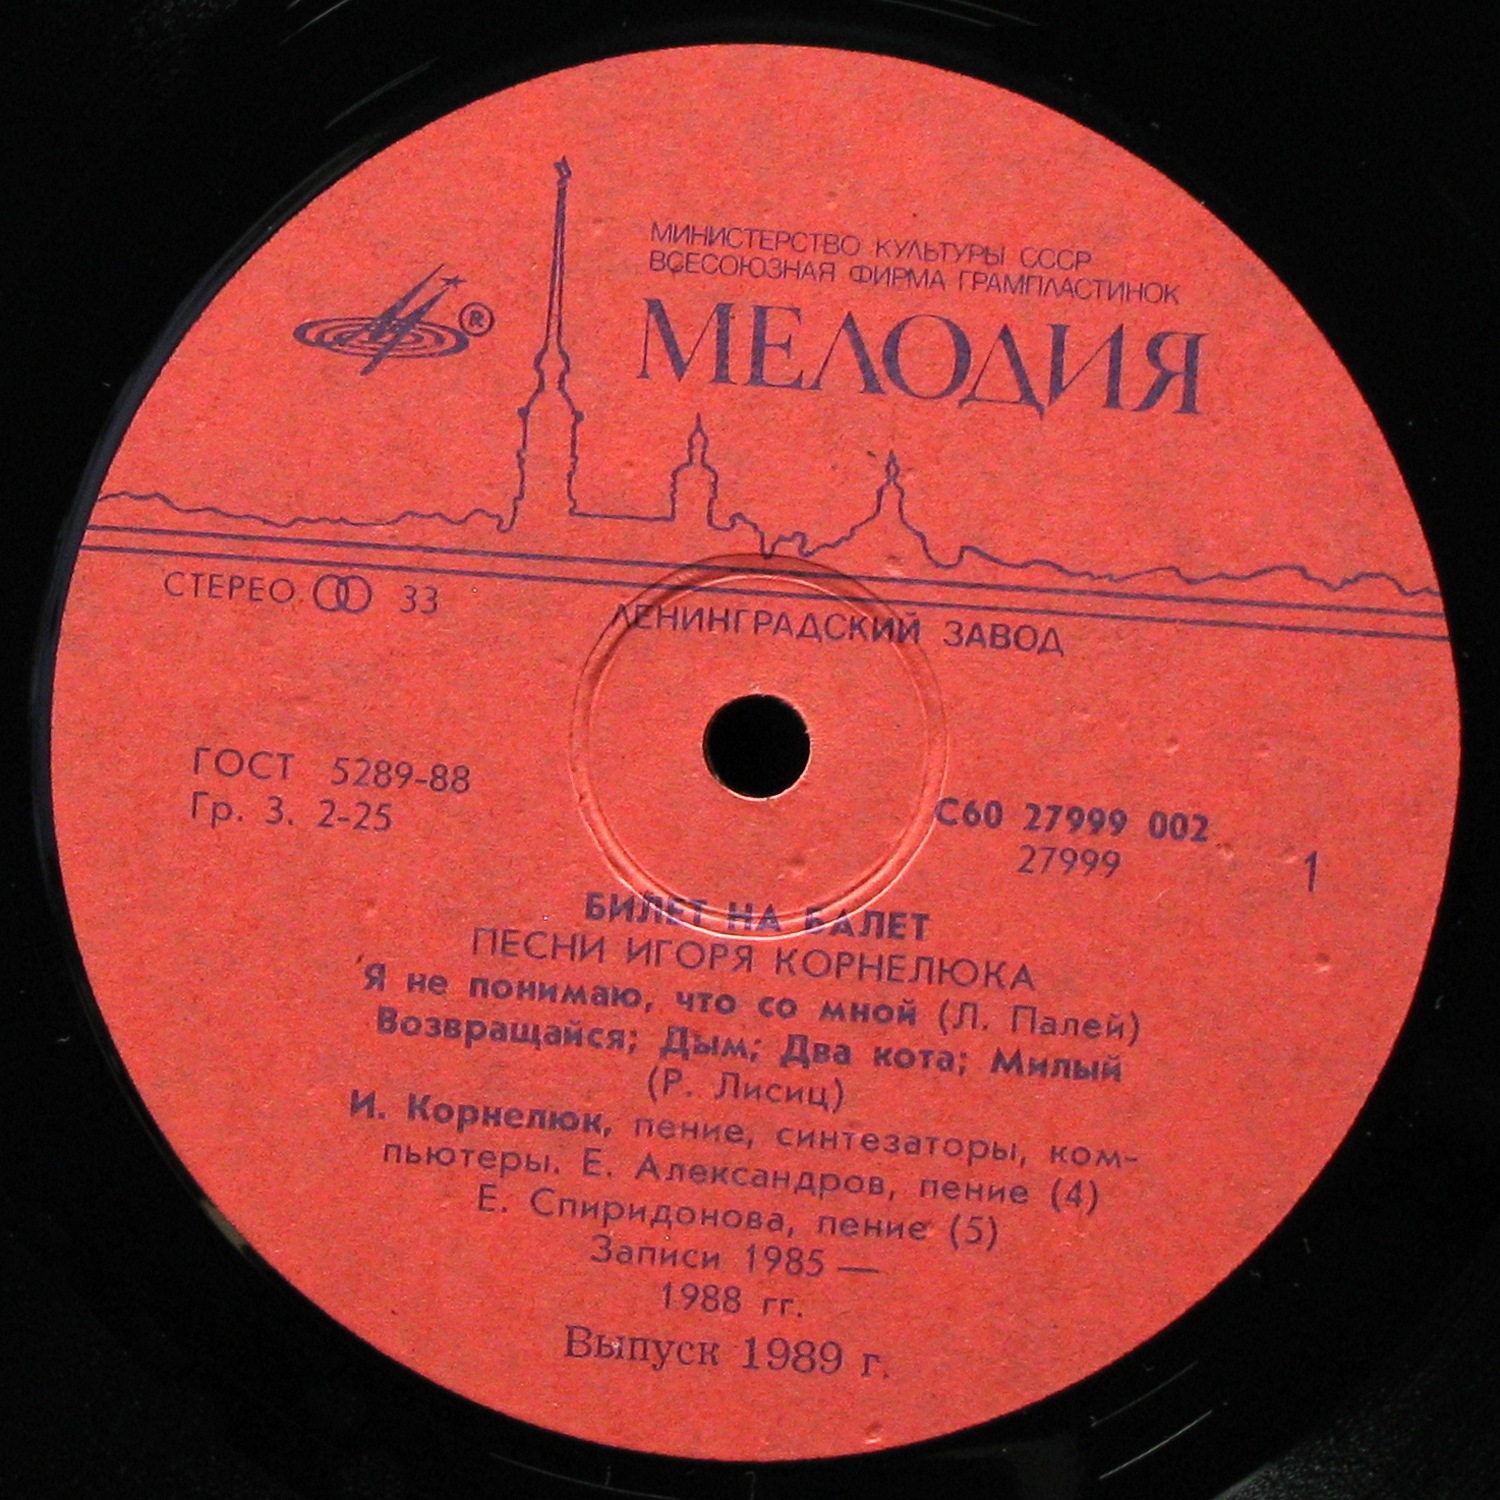 МИНИСТЕРСТВО КУЛЬТУРЫ СССР
ВСЕСОЮЗНАЯ ФИРМА ГРАМПЛАСТИНОК
®
МЕЛОДИЯ
СТЕРЕО 33
ЛЕНИНГРАДСКИЙ ЗАВОД
ГОСТ 5289-88
Гр. 3. 2-25
С60 27999 002
27999
1
БИЛЕТ НА БАЛЕТ
ПЕСНИ ИГОРЯ КОРНЕЛЮКА
Я не понимаю, что со мной (Л. Палей)
Возвращайся; Дым; Два кота; Милый
(Р. Лисиц)
И. Корнелюк, пение, синтезаторы, ком-
пьютеры. Е. Александров, пение (4)
Е. Спиридонова, пение (5)
Записи 1985 —
1988 гг.
Выпуск 1989 г.